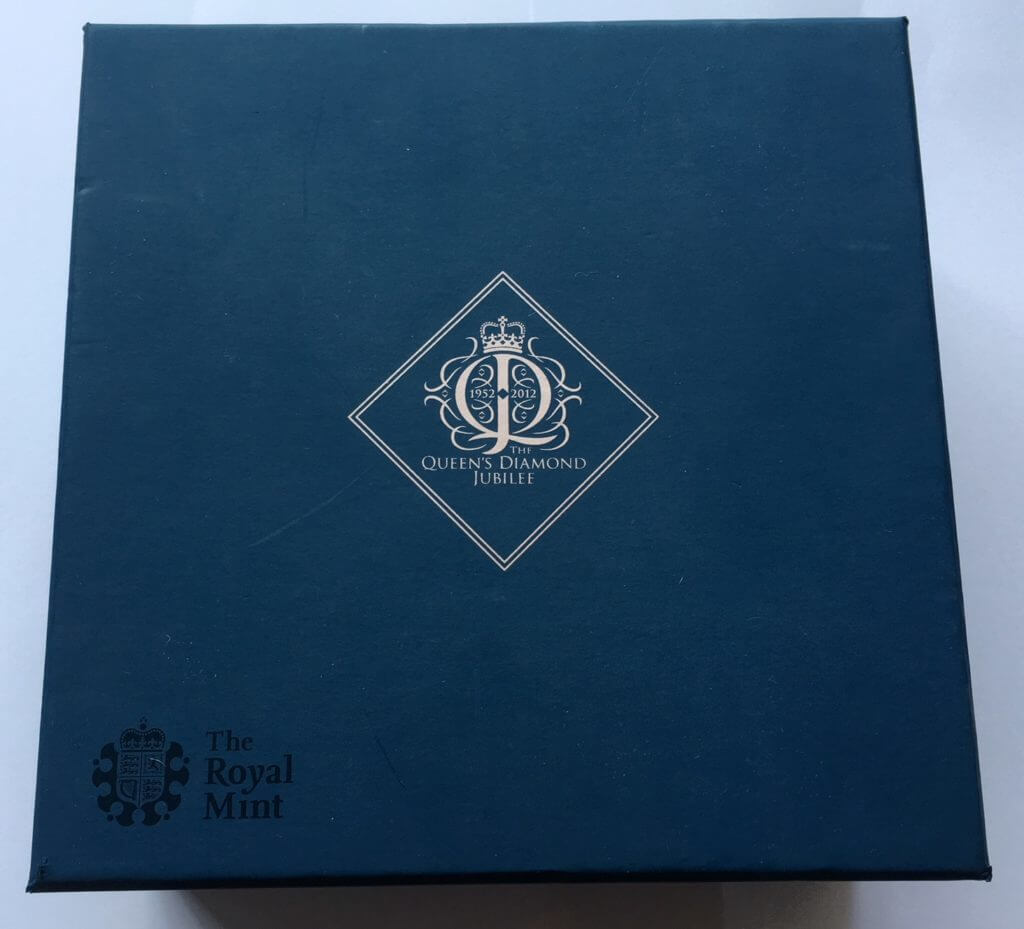 1952 2012
THE
QUEEN'S DIAMOND
JUBILEE
The
Royal
Mint